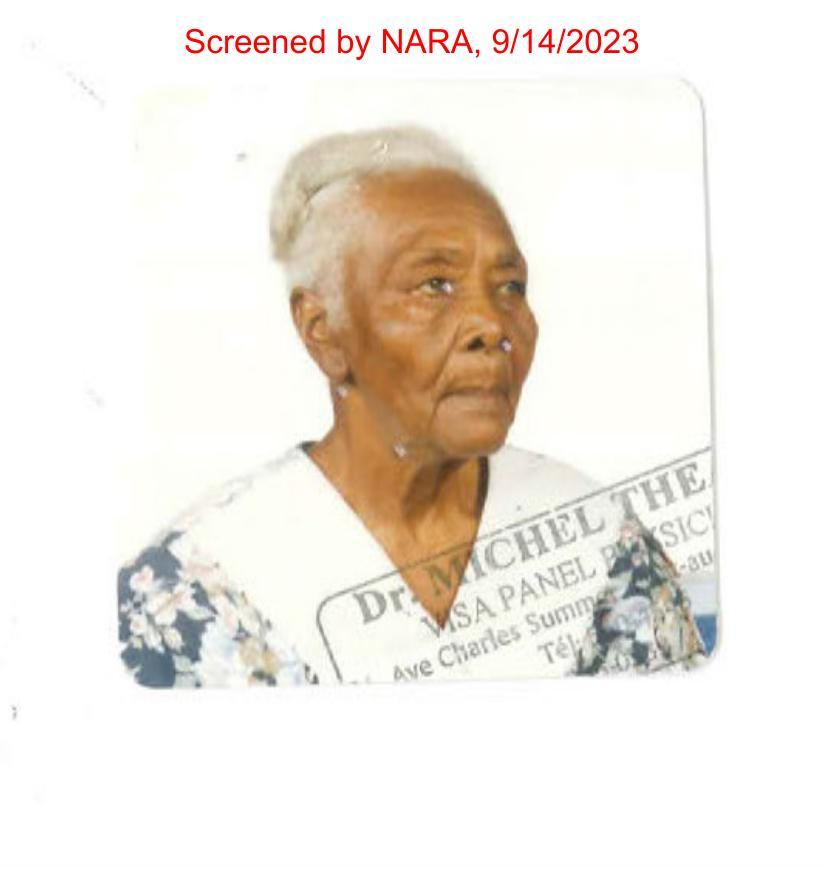 Screened by NARA, 9/14/2023
Dr. MICHEL THE
VISA PANEL
Ave Charles Summ
Tél